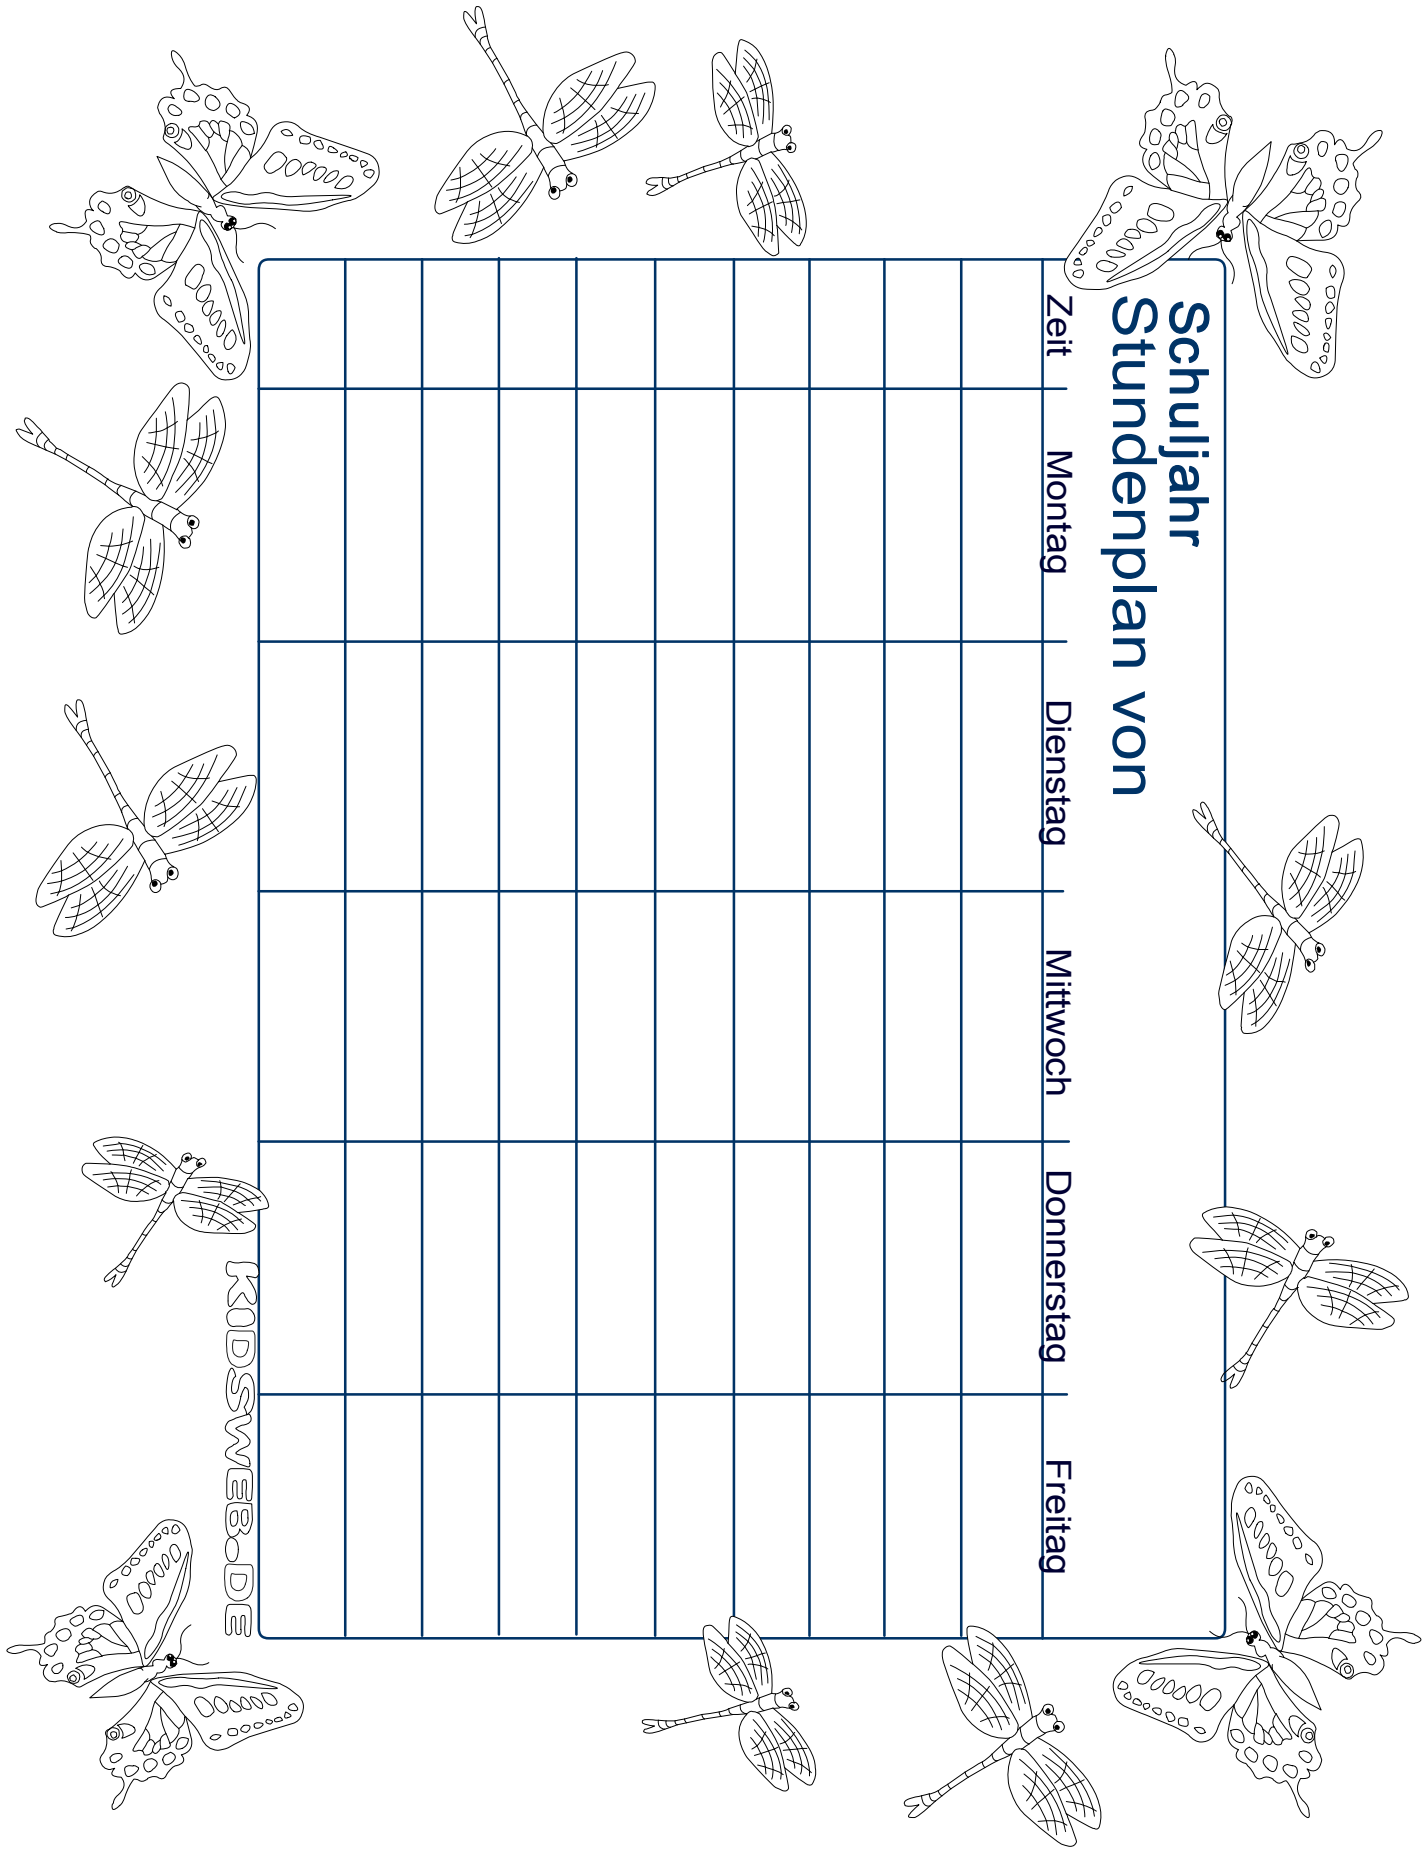 Schuljahr
Stundenplan von
Zeit Montag Dienstag Mittwoch Donnerstag Freitag
KIDSWEB.DE